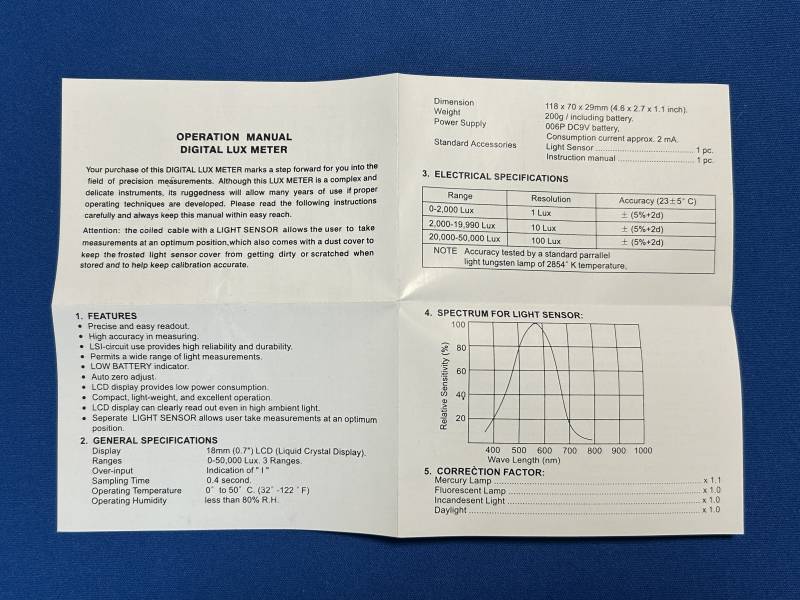 OPERATION MANUAL
DIGITAL LUX METER
Your purchase of this DIGITAL LUX METER marks a step forward for you into the
field of precision measurements. Although this LUX METER is a complex and
delicate instruments, its ruggedness will allow many years of use if proper
operating techniques are developed. Please read the following instructions
carefully and always keep this manual within easy reach.
Attention: the coiled cable with a LIGHT SENSOR allows the user to take
measurements at an optimum position,which also comes with a dust cover to
keep the frosted light sensor cover from getting dirty or scratched when
stored and to help keep calibration accurate.
1. FEATURES
• Precise and easy readout.
• High accuracy in measuring.
• LSI-circuit use provides high reliability and durability.
• Permits a wide range of light measurements.
• LOW BATTERY indicator.
• Auto zero adjust.
• LCD display provides low power consumption.
• Compact, light-weight, and excellent operation.
• LCD display can clearly read out even in high ambient light.
• Seperate LIGHT SENSOR allows user take measurements at an optimum
position.
2. GENERAL SPECIFICATIONS
Display 18mm (0.7") LCD (Liquid Crystal Display).
Ranges 0-50,000 Lux. 3 Ranges.
Over-input Indication of " I "
Sampling Time 0.4 second.
Operating Temperature 0° to 50° C. (32° -122 ° F)
Operating Humidity less than 80% R.H.
Dimension 118 x 70 x 29mm (4.6 x 2.7 x 1.1 inch).
Weight 200g / including battery.
Power Supply 006P DC9V battery,
Consumption current approx. 2 mA.
Standard Accessories Light Sensor ........................ 1 pc.
Instruction manual ........................ 1 pc.
3. ELECTRICAL SPECIFICATIONS
Range Resolution Accuracy (23±5° C)
0-2,000 Lux 1 Lux ± (5%+2d)
2,000-19,990 Lux 10 Lux ± (5%+2d)
20,000-50,000 Lux 100 Lux ± (5%+2d)
NOTE Accuracy tested by a standard parrallel
light tungsten lamp of 2854° K temperature.
4. SPECTRUM FOR LIGHT SENSOR:
100
80
60
40
20
Relative Sensitivity (%)
400 500 600 700 800 900 1000
Wave Length (nm)
5. CORRECTION FACTOR:
Mercury Lamp ........................ x 1.1
Fluorescent Lamp ........................ x 1.0
Incandesent Light ........................ x 1.0
Daylight ........................ x 1.0